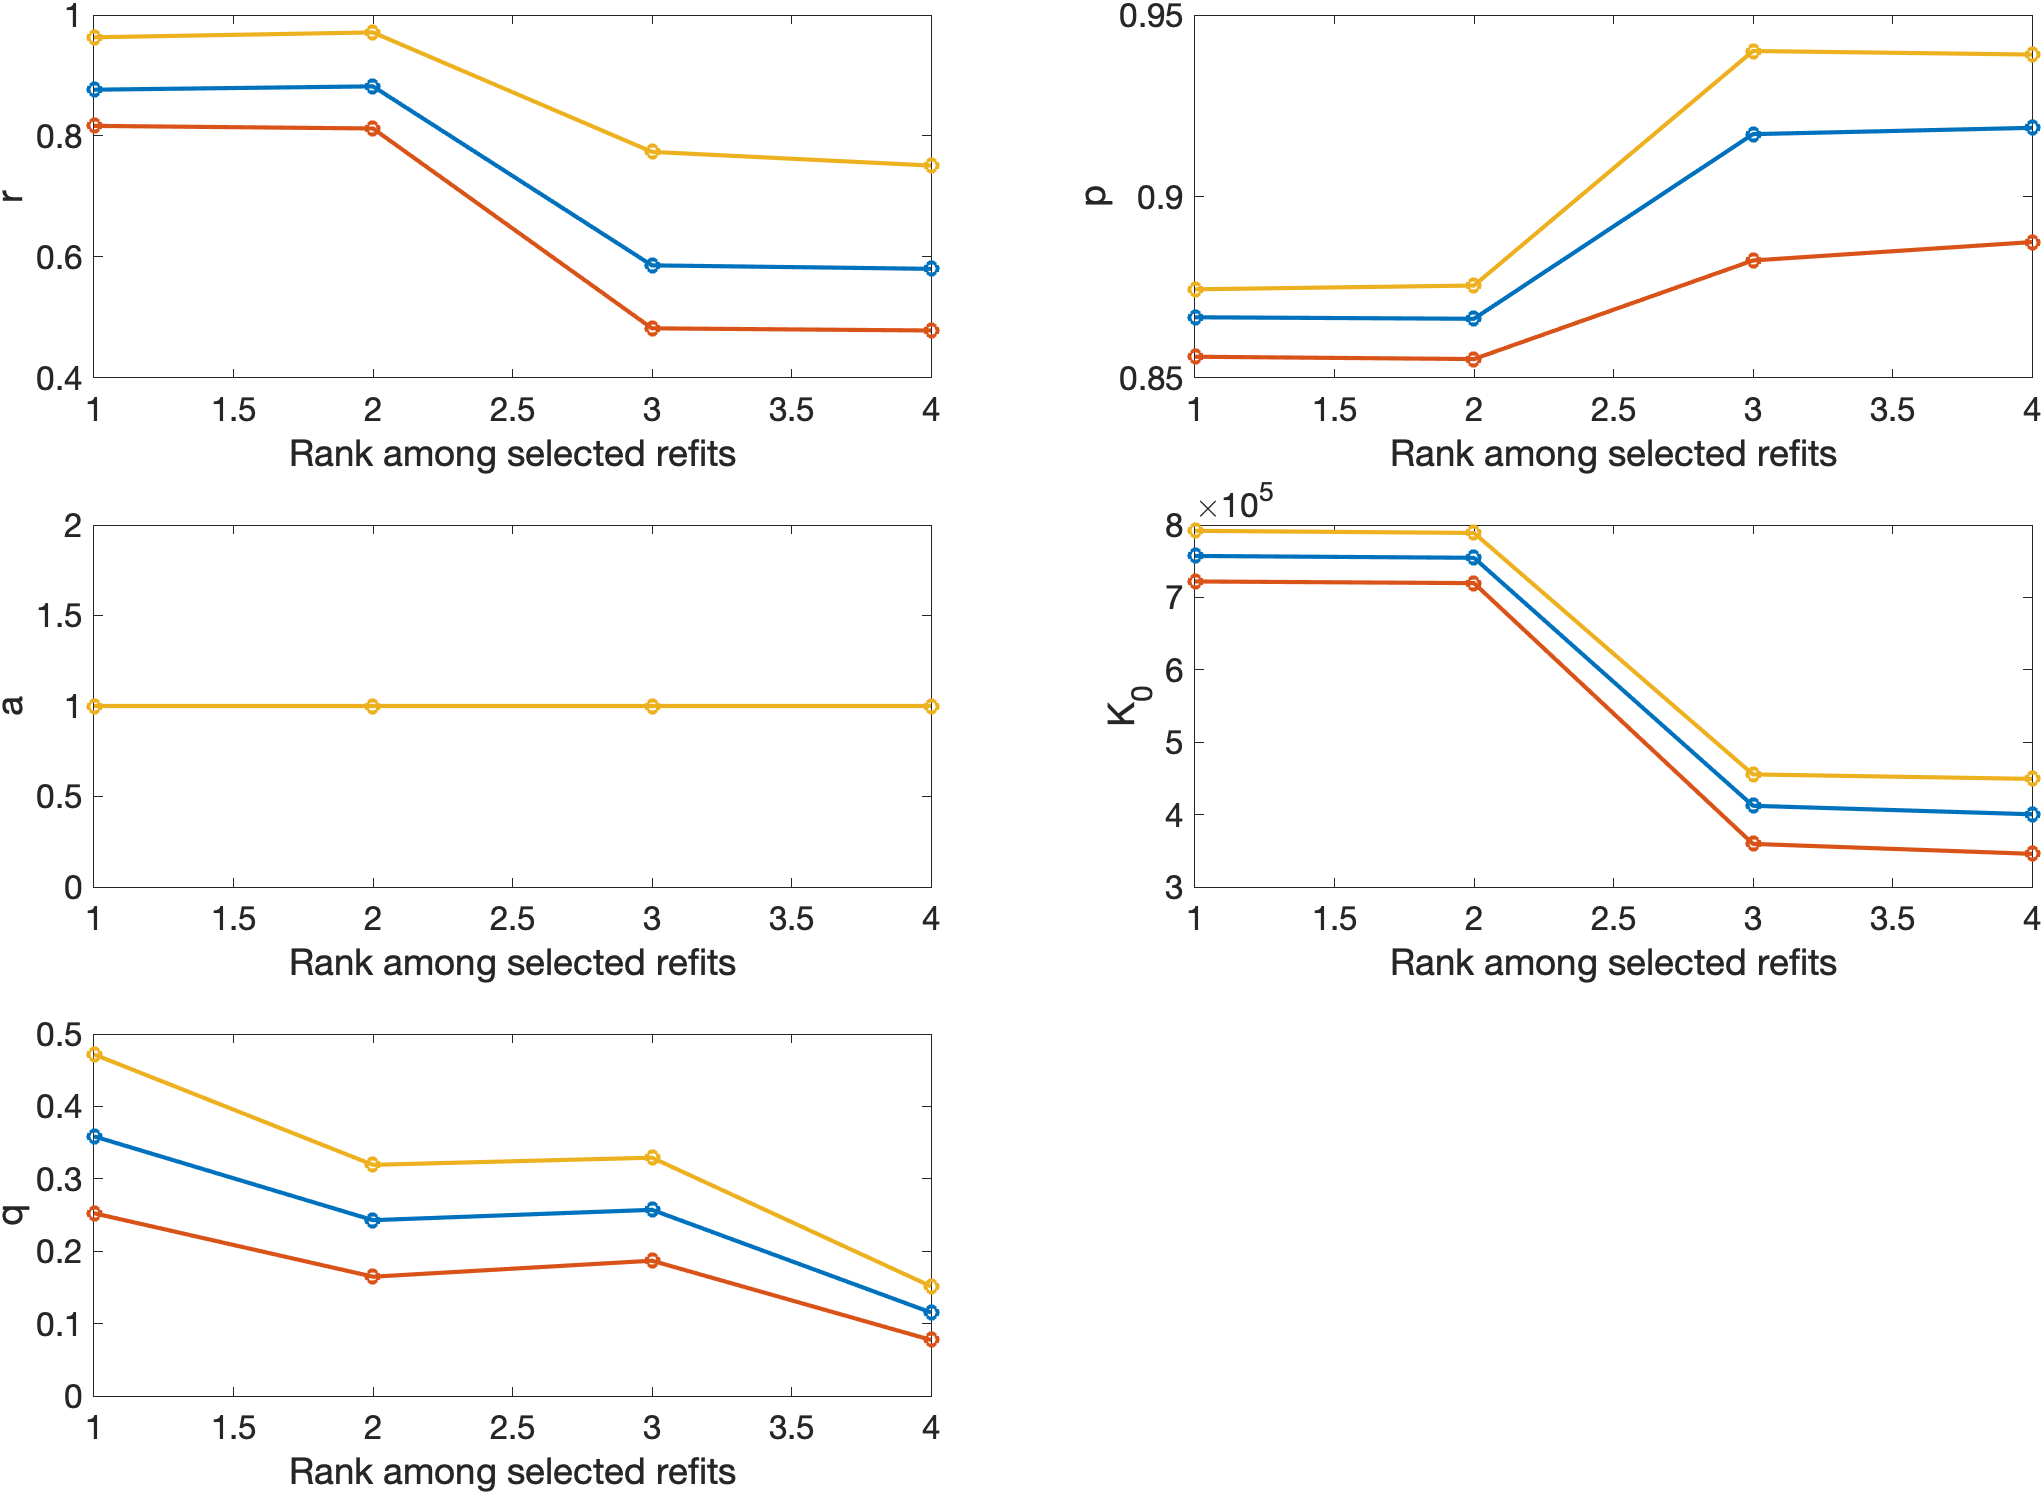 1
0.8
0.6
0.4
r
1 1.5 2 2.5 3 3.5 4
Rank among selected refits
0.95
0.9
0.85
p
1 1.5 2 2.5 3 3.5 4
Rank among selected refits
2
1.5
1
0.5
0
a
1 1.5 2 2.5 3 3.5 4
Rank among selected refits
×10⁵
8
7
6
5
4
3
K₀
1 1.5 2 2.5 3 3.5 4
Rank among selected refits
0.5
0.4
0.3
0.2
0.1
0
q
1 1.5 2 2.5 3 3.5 4
Rank among selected refits